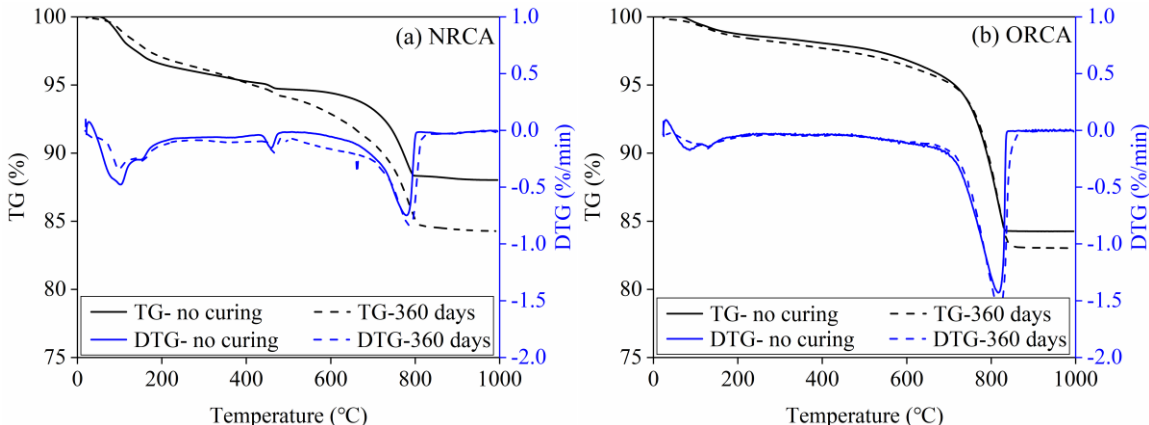 (a) NRCA
TG (%)
100
95
90
85
80
75
1.0
0.5
0.0
-0.5
-1.0
-1.5
-2.0
DTG (%/min)
TG- no curing
TG-360 days
DTG- no curing
DTG-360 days
0 200 400 600 800 1000
Temperature (℃)
(b) ORCA
TG (%)
100
95
90
85
80
75
1.0
0.5
0.0
-0.5
-1.0
-1.5
-2.0
DTG (%/min)
TG- no curing
TG-360 days
DTG- no curing
DTG-360 days
0 200 400 600 800 1000
Temperature (℃)